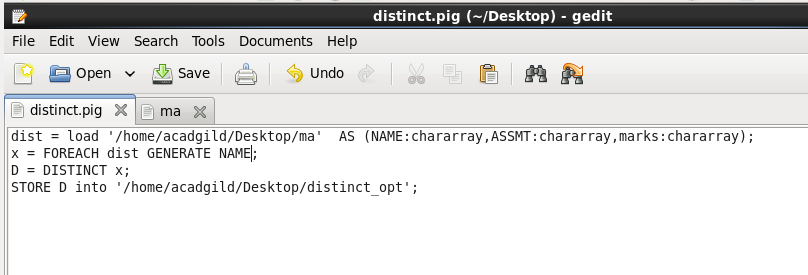 distinct.pig (~/Desktop) - gedit
File Edit View Search Tools Documents Help
Open Save Undo
distinct.pig ma
dist = load '/home/acadgild/Desktop/ma'  AS (NAME:chararray,ASSMT:chararray,marks:chararray);
x = FOREACH dist GENERATE NAME;
D = DISTINCT x;
STORE D into '/home/acadgild/Desktop/distinct_opt';